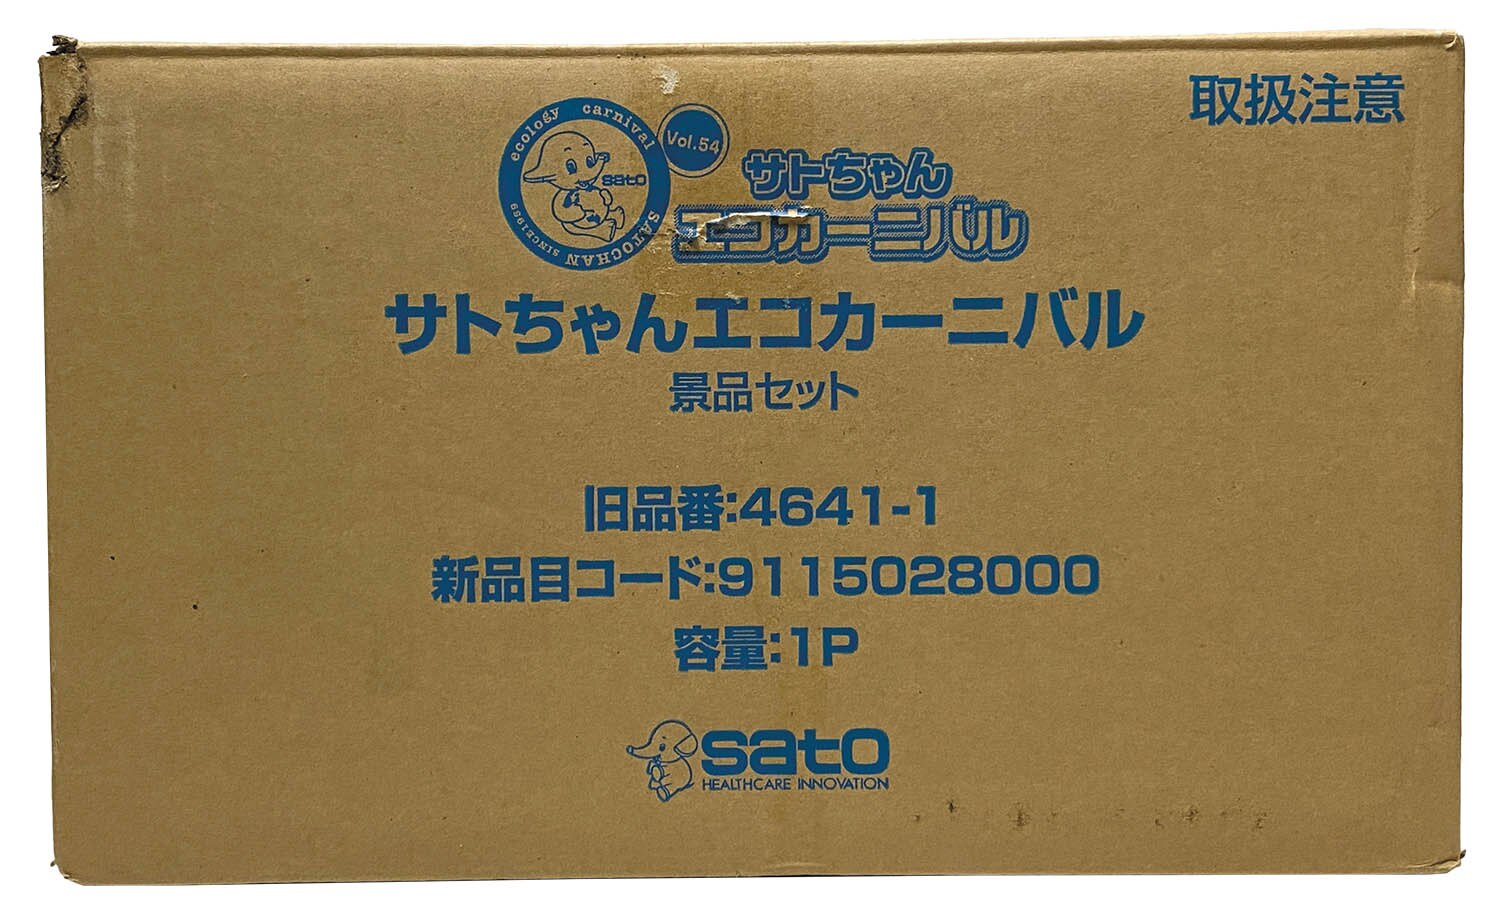 取扱注意
ecology carnival
SATOCHAN SINCE1959
sato
Vol.54
サトちゃん
エコカーニバル
サトちゃんエコカーニバル
景品セット
旧品番:4641-1
新品目コード:9115028000
容量:1P
sato
HEALTHCARE INNOVATION